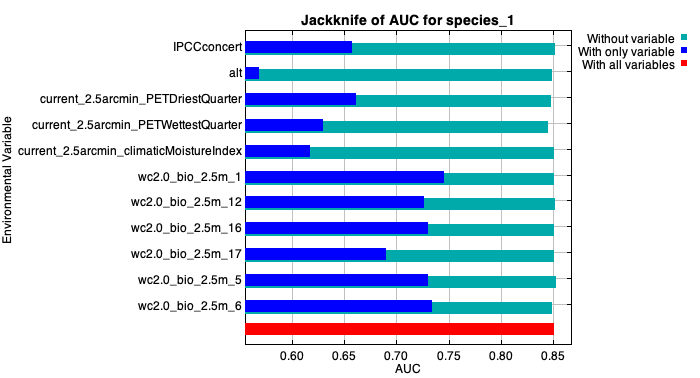 Jackknife of AUC for species_1
Without variable
With only variable
With all variables
Environmental Variable
IPCCconcert
alt
current_2.5arcmin_PETDriestQuarter
current_2.5arcmin_PETWettestQuarter
current_2.5arcmin_climaticMoistureIndex
wc2.0_bio_2.5m_1
wc2.0_bio_2.5m_12
wc2.0_bio_2.5m_16
wc2.0_bio_2.5m_17
wc2.0_bio_2.5m_5
wc2.0_bio_2.5m_6
0.60 0.65 0.70 0.75 0.80 0.85
AUC